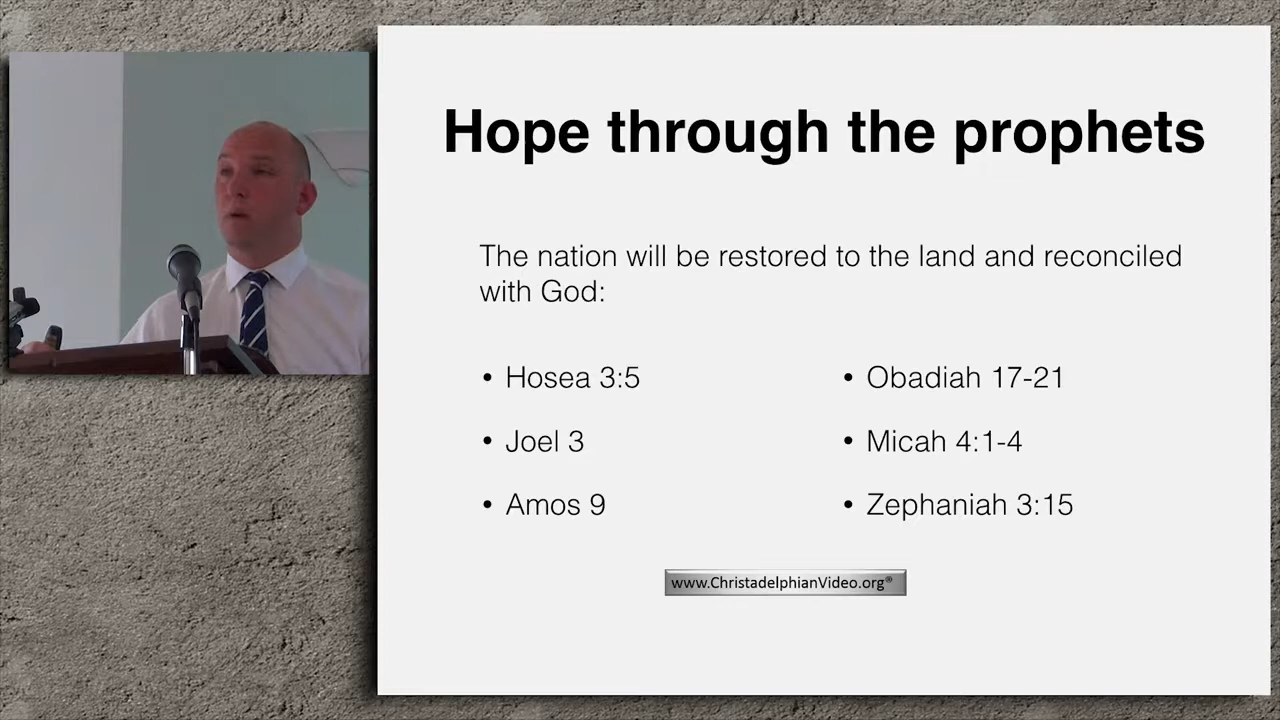 Hope through the prophets
The nation will be restored to the land and reconciled
with God:
• Hosea 3:5
• Joel 3
• Amos 9
• Obadiah 17-21
• Micah 4:1-4
• Zephaniah 3:15
www.ChristadelphianVideo.org®